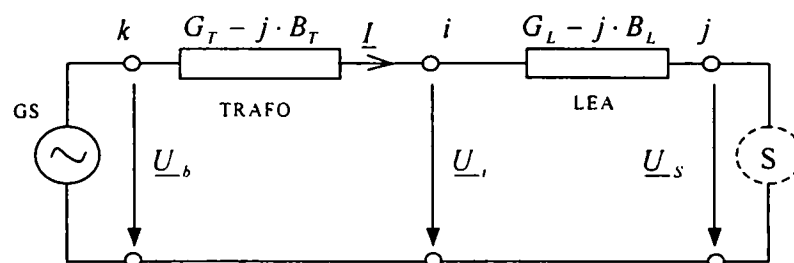 k
G_T − j · B_T
I
i
G_L − j · B_L
j
GS
TRAFO
LEA
U_b
U_i
U_S
S